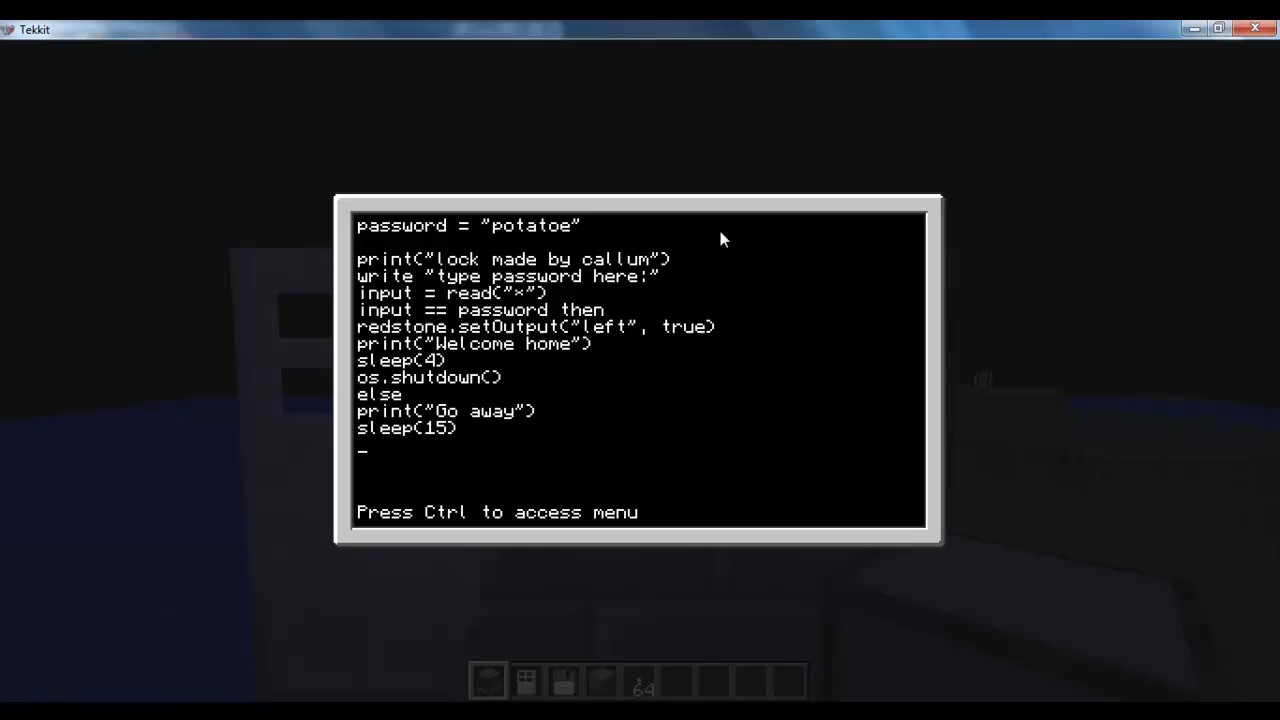 Tekkit
password = "potatoe"
print("lock made by callum")
write "type password here:"
input = read("*")
input == password then
redstone.setOutput("left", true)
print("Welcome home")
sleep(4)
os.shutdown()
else
print("Go away")
sleep(15)
_
Press Ctrl to access menu
64